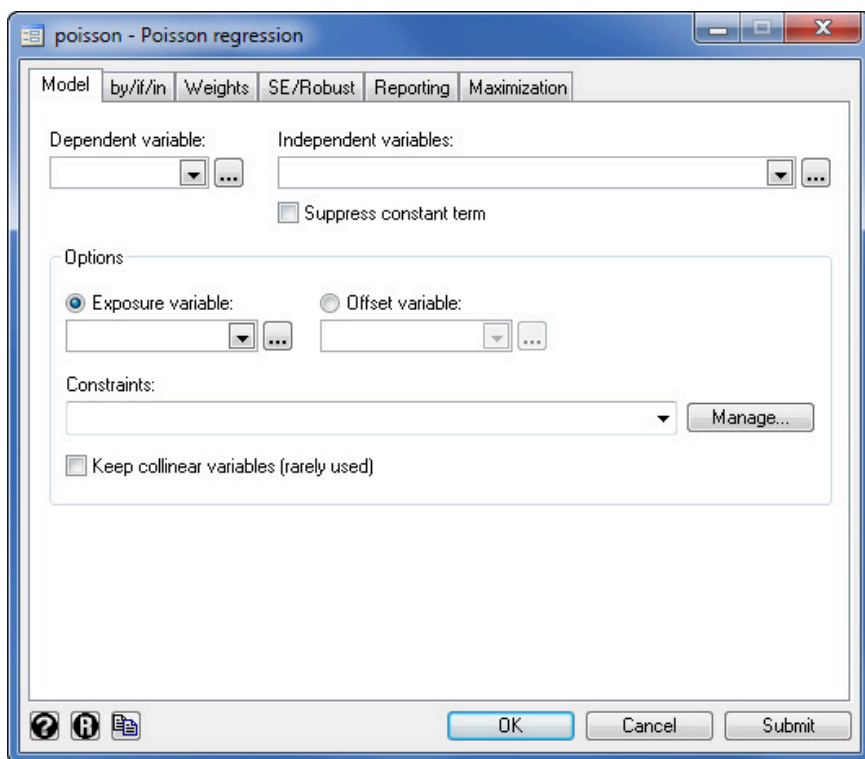 poisson - Poisson regression
Model by/if/in Weights SE/Robust Reporting Maximization
Dependent variable: Independent variables:
... ...
Suppress constant term
Options
Exposure variable: Offset variable:
... ...
Constraints:
Manage...
Keep collinear variables (rarely used)
? R OK Cancel Submit